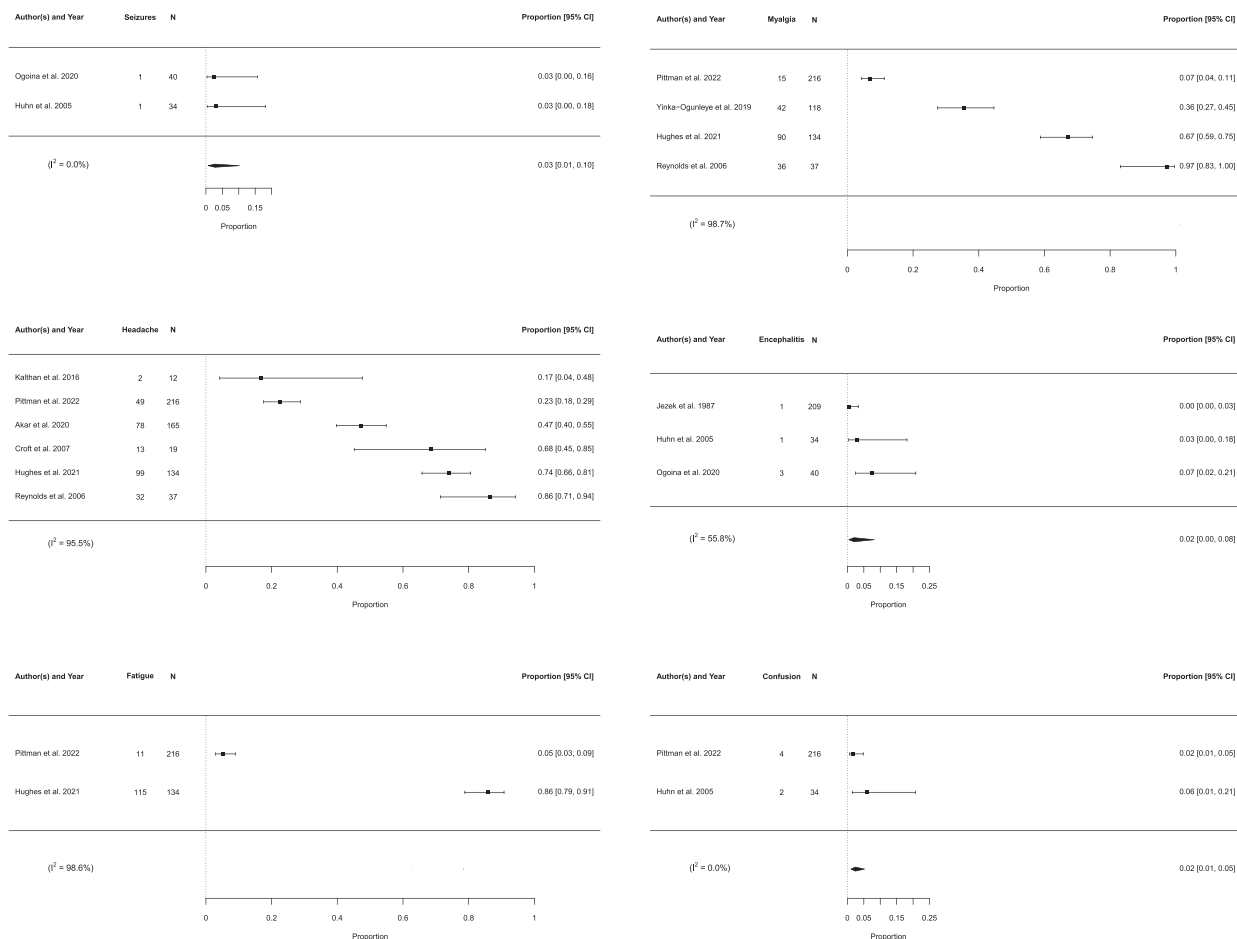 Author(s) and Year Seizures N Proportion [95% CI]
Ogoina et al. 2020 1 40 0.03 [0.00, 0.16]
Huhn et al. 2005 1 34 0.03 [0.00, 0.18]
(I² = 0.0%) 0.03 [0.01, 0.10]
0 0.05 0.15
Proportion
Author(s) and Year Myalgia N Proportion [95% CI]
Pittman et al. 2022 15 216 0.07 [0.04, 0.11]
Yinka−Ogunleye et al. 2019 42 118 0.36 [0.27, 0.45]
Hughes et al. 2021 90 134 0.67 [0.59, 0.75]
Reynolds et al. 2006 36 37 0.97 [0.83, 1.00]
(I² = 98.7%)
0 0.2 0.4 0.6 0.8 1
Proportion
Author(s) and Year Headache N Proportion [95% CI]
Kalthan et al. 2016 2 12 0.17 [0.04, 0.48]
Pittman et al. 2022 49 216 0.23 [0.18, 0.29]
Akar et al. 2020 78 165 0.47 [0.40, 0.55]
Croft et al. 2007 13 19 0.68 [0.45, 0.85]
Hughes et al. 2021 99 134 0.74 [0.66, 0.81]
Reynolds et al. 2006 32 37 0.86 [0.71, 0.94]
(I² = 95.5%)
0 0.2 0.4 0.6 0.8 1
Proportion
Author(s) and Year Encephalitis N Proportion [95% CI]
Jezek et al. 1987 1 209 0.00 [0.00, 0.03]
Huhn et al. 2005 1 34 0.03 [0.00, 0.18]
Ogoina et al. 2020 3 40 0.07 [0.02, 0.21]
(I² = 55.8%) 0.02 [0.00, 0.08]
0 0.05 0.15 0.25
Proportion
Author(s) and Year Fatigue N Proportion [95% CI]
Pittman et al. 2022 11 216 0.05 [0.03, 0.09]
Hughes et al. 2021 115 134 0.86 [0.79, 0.91]
(I² = 98.6%)
0 0.2 0.4 0.6 0.8 1
Proportion
Author(s) and Year Confusion N Proportion [95% CI]
Pittman et al. 2022 4 216 0.02 [0.01, 0.05]
Huhn et al. 2005 2 34 0.06 [0.01, 0.21]
(I² = 0.0%) 0.02 [0.01, 0.05]
0 0.05 0.15 0.25
Proportion